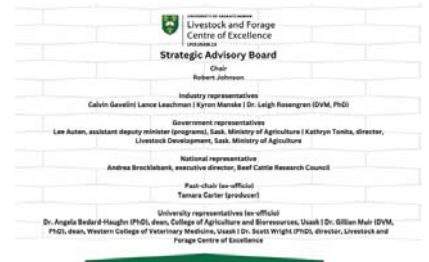 UNIVERSITY OF SASKATCHEWAN
Livestock and Forage
Centre of Excellence
LFCE.USASK.CA
Strategic Advisory Board
Chair
Robert Johnson
Industry representatives
Calvin Gavelin| Lance Leachman | Kyron Manske | Dr. Leigh Rosengren (DVM, PhD)
Government representatives
Lee Auten, assistant deputy minister (programs), Sask. Ministry of Agriculture | Kathryn Tonita, director,
Livestock Development, Sask. Ministry of Agiculture
National representative
Andrea Brocklebank, executive director, Beef Cattle Research Council
Past-chair (ex-officio)
Tamara Carter (producer)
University representatives (ex-officio)
Dr. Angela Bedard-Haughn (PhD), dean, College of Agriculture and Bioresources, Usask | Dr. Gillian Muir (DVM,
PhD), dean, Western College of Veterinary Medicine, Usask | Dr. Scott Wright (PhD), director, Livestock and
Forage Centre of Excellence